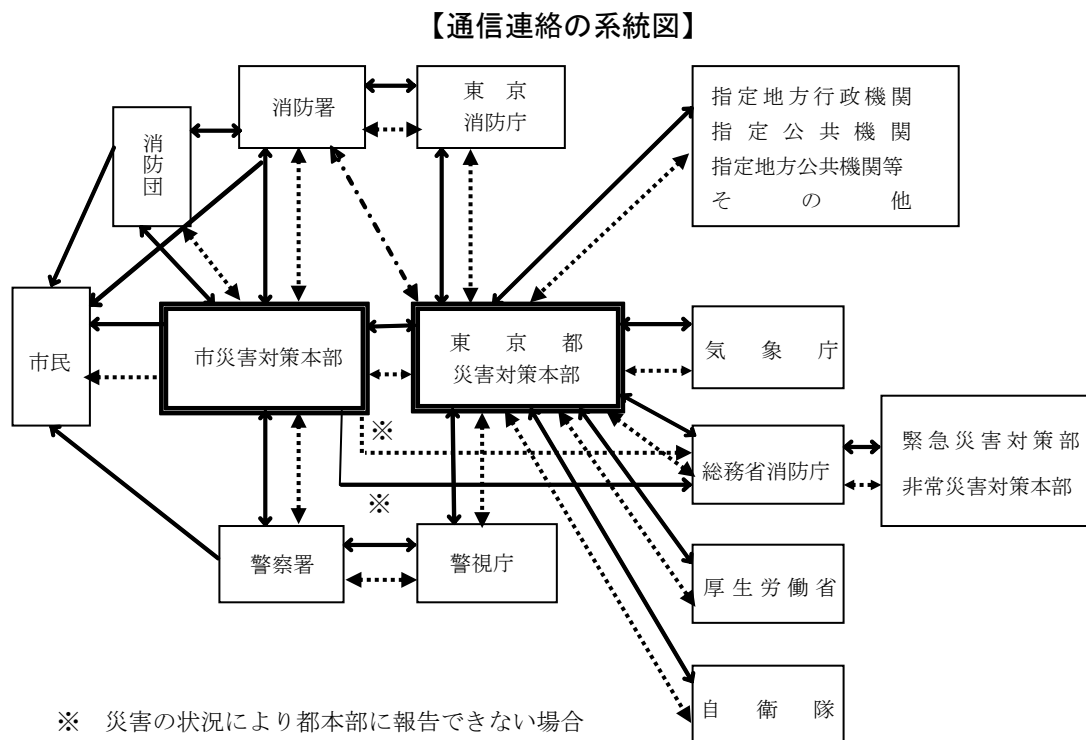 【通信連絡の系統図】
消防署
東京
消防庁
指定地方行政機関
指定公共機関
指定地方公共機関等
その他
消防団
市民
市災害対策本部
東京都
災害対策本部
気象庁
※
※
総務省消防庁
緊急災害対策部
非常災害対策本部
警察署
警視庁
厚生労働省
自衛隊
※　災害の状況により都本部に報告できない場合